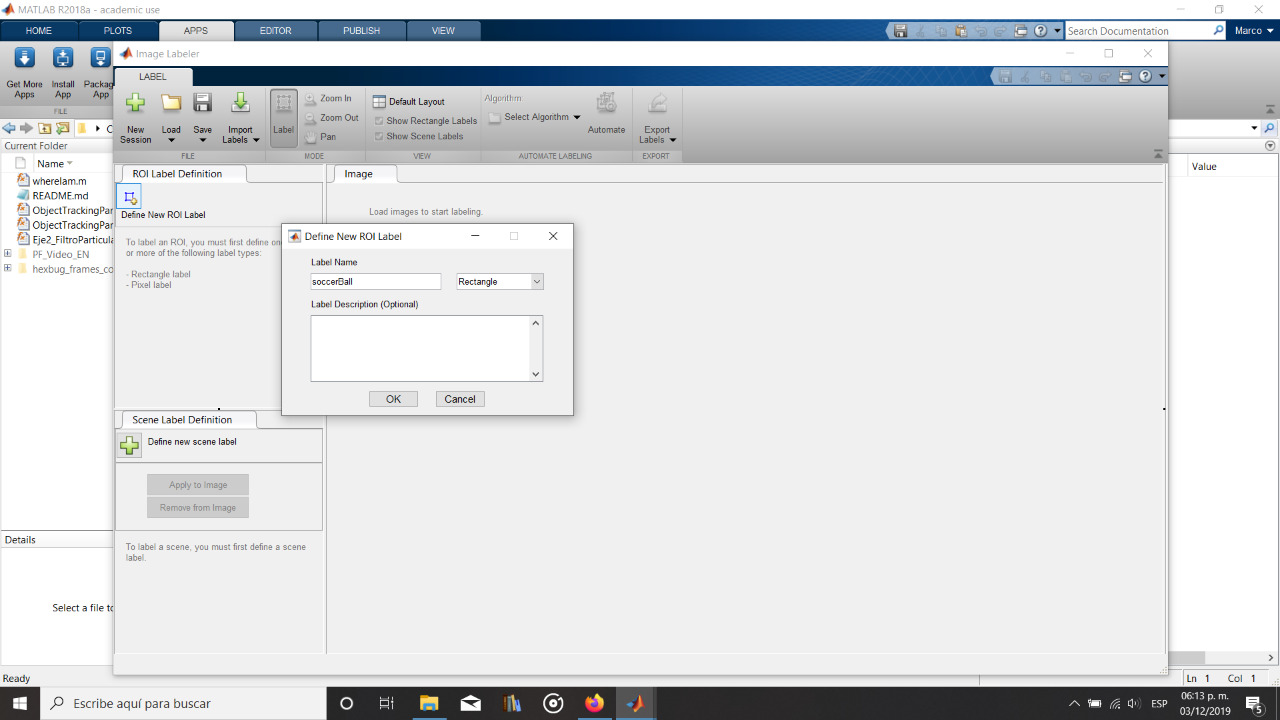 MATLAB R2018a - academic use
HOME PLOTS APPS EDITOR PUBLISH VIEW
Search Documentation
Marco
Get More Apps
Install App
Packag App
FILE
Image Labeler
LABEL
New Session
Load
Save
Import Labels
FILE
Label
Zoom In
Zoom Out
Pan
MODE
Default Layout
Show Rectangle Labels
Show Scene Labels
VIEW
Algorithm:
Select Algorithm
Automate
AUTOMATE LABELING
Export Labels
EXPORT
Current Folder
Name
whereIam.m
README.md
ObjectTrackingPar
ObjectTrackingPar
Eje2_FiltroParticula
PF_Video_EN
hexbug_frames_co
Details
Select a file to
Ready
Value
ROI Label Definition
Define New ROI Label
To label an ROI, you must first define one
or more of the following label types:
- Rectangle label
- Pixel label
Image
Load images to start labeling.
Define New ROI Label
Label Name
soccerBall
Rectangle
Label Description (Optional)
OK
Cancel
Scene Label Definition
Define new scene label
Apply to Image
Remove from Image
To label a scene, you must first define a scene
label.
Ln 1 Col 1
Escribe aquí para buscar
ESP
06:13 p. m.
03/12/2019
5